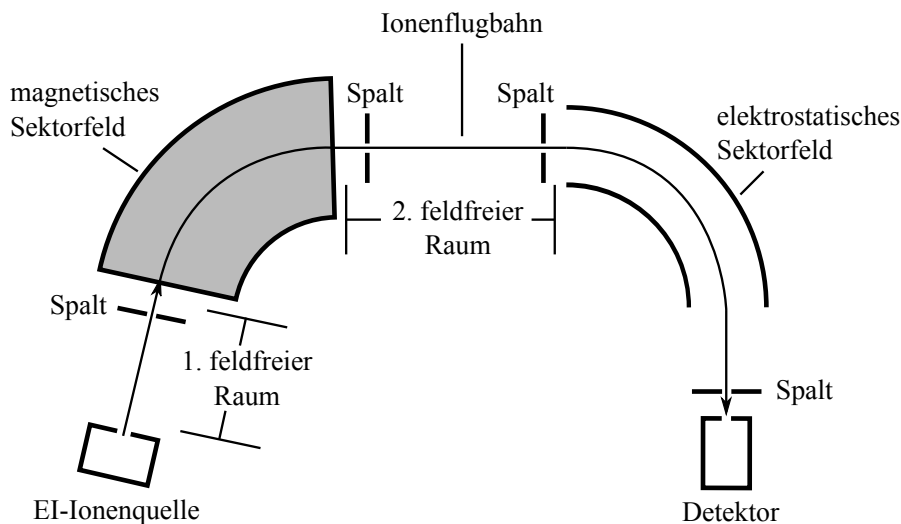 Ionenflugbahn
magnetisches
Sektorfeld
Spalt
Spalt
elektrostatisches
Sektorfeld
2. feldfreier
Raum
Spalt
1. feldfreier
Raum
Spalt
EI-Ionenquelle
Detektor